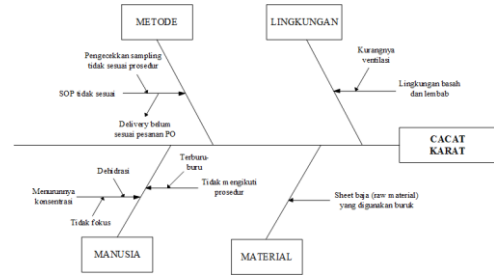 METODE
LINGKUNGAN
Pengecekkan sampling
tidak sesuai prosedur
Kurangnya
ventilasi
SOP tidak sesuai
Lingkungan basah
dan lembab
Delivery belum
sesuai pesanan PO
CACAT
KARAT
Terburu-
buru
Dehidrasi
Tidak mengikuti
prosedur
Menurunnya
konsentrasi
Sheet baja (raw material)
yang digunakan buruk
Tidak fokus
MANUSIA
MATERIAL